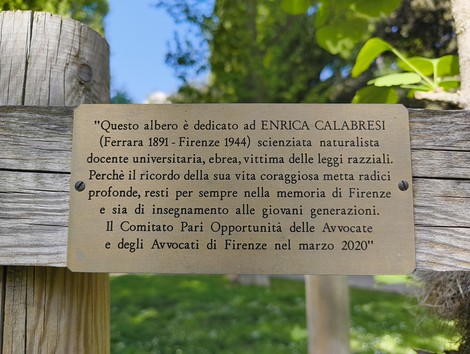 "Questo albero è dedicato ad ENRICA CALABRESI
(Ferrara 1891 - Firenze 1944) scienziata naturalista
docente universitaria, ebrea, vittima delle leggi razziali.
Perchè il ricordo della sua vita coraggiosa metta radici
profonde, resti per sempre nella memoria di Firenze
e sia di insegnamento alle giovani generazioni.
Il Comitato Pari Opportunità delle Avvocate
e degli Avvocati di Firenze nel marzo 2020"